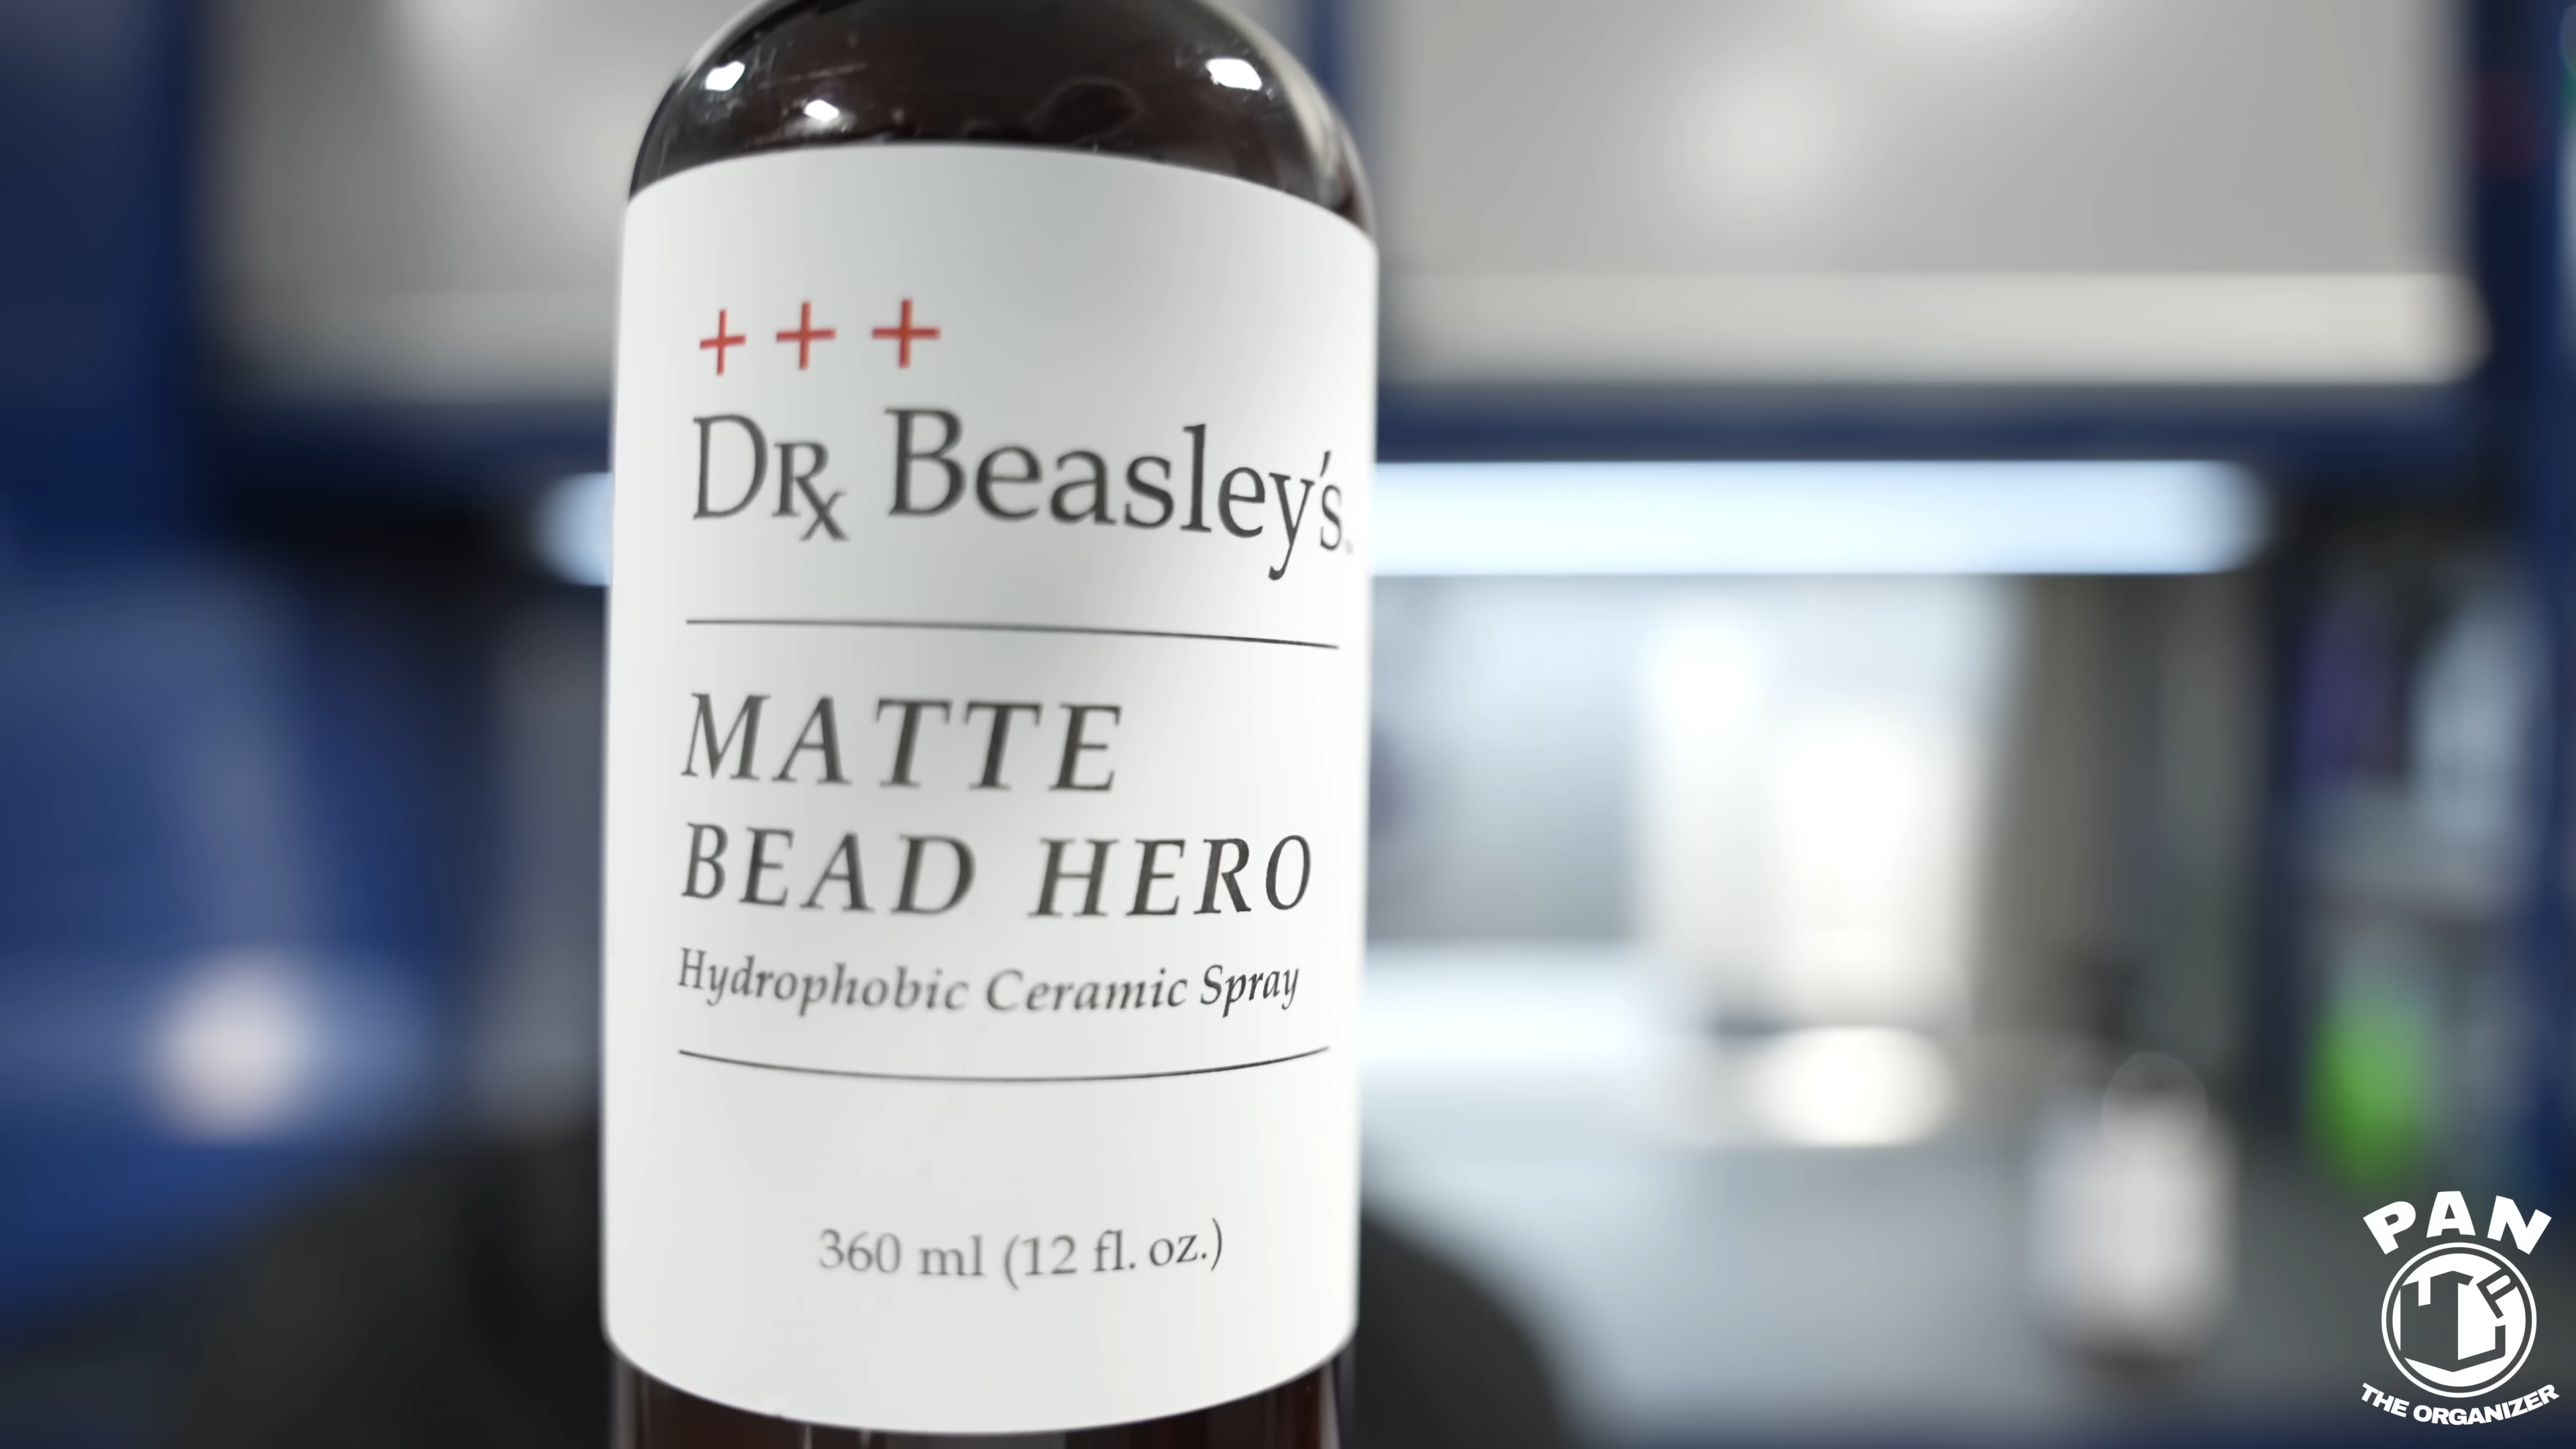 +++
DRx Beasley's
MATTE
BEAD HERO
Hydrophobic Ceramic Spray
360 ml (12 fl. oz.)
PAN
THE ORGANIZER